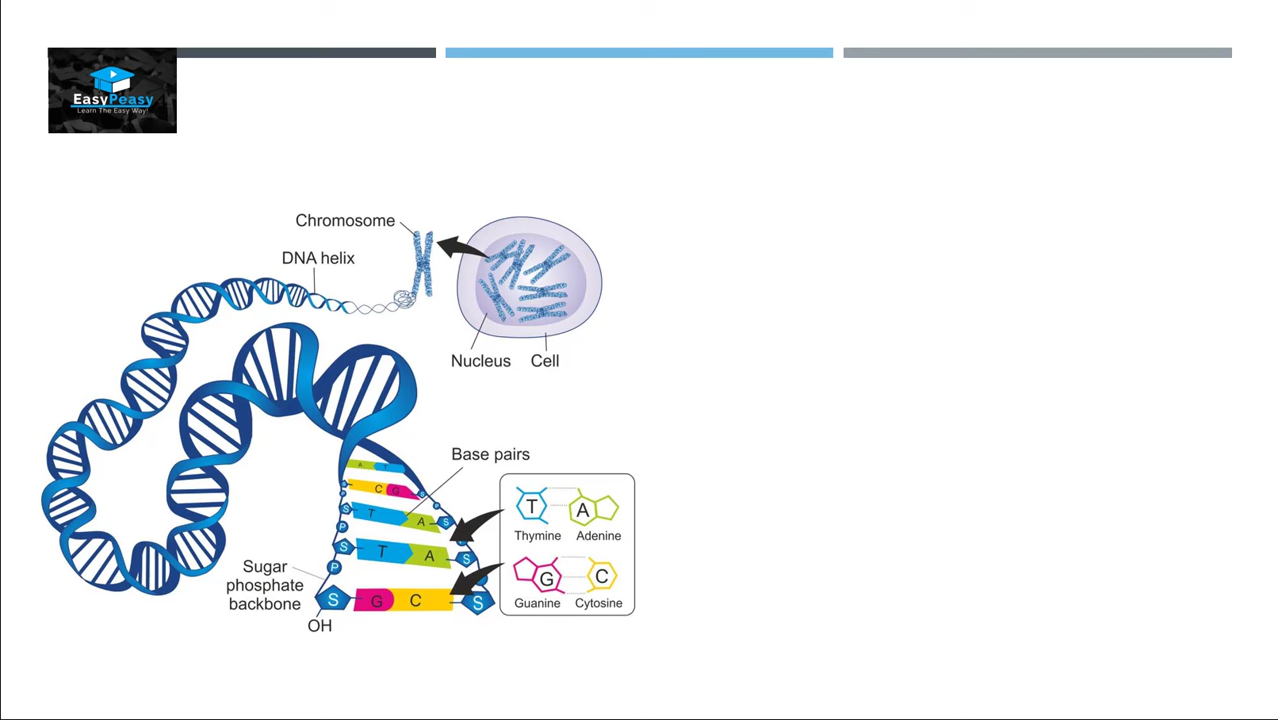 EasyPeasy
Learn The Easy Way!
Chromosome
DNA helix
Nucleus
Cell
Base pairs
A T
C G
T A
T A
G C
S
P
S
P
S
S
S
S
P
S
P
S
OH
Sugar
phosphate
backbone
T A
Thymine Adenine
G C
Guanine Cytosine